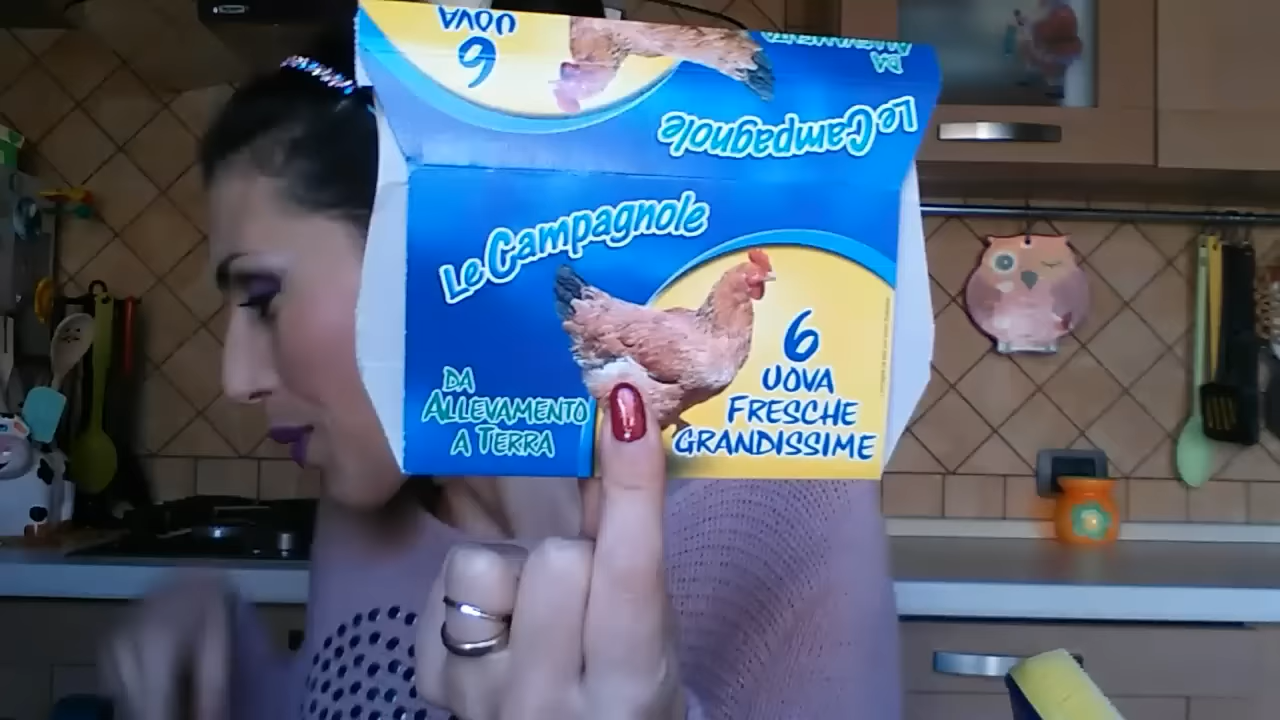 6
UOVA
DA
ALLEVAMENTO
Le Campagnole
Le Campagnole
DA
ALLEVAMENTO
A TERRA
6
UOVA
FRESCHE
GRANDISSIME